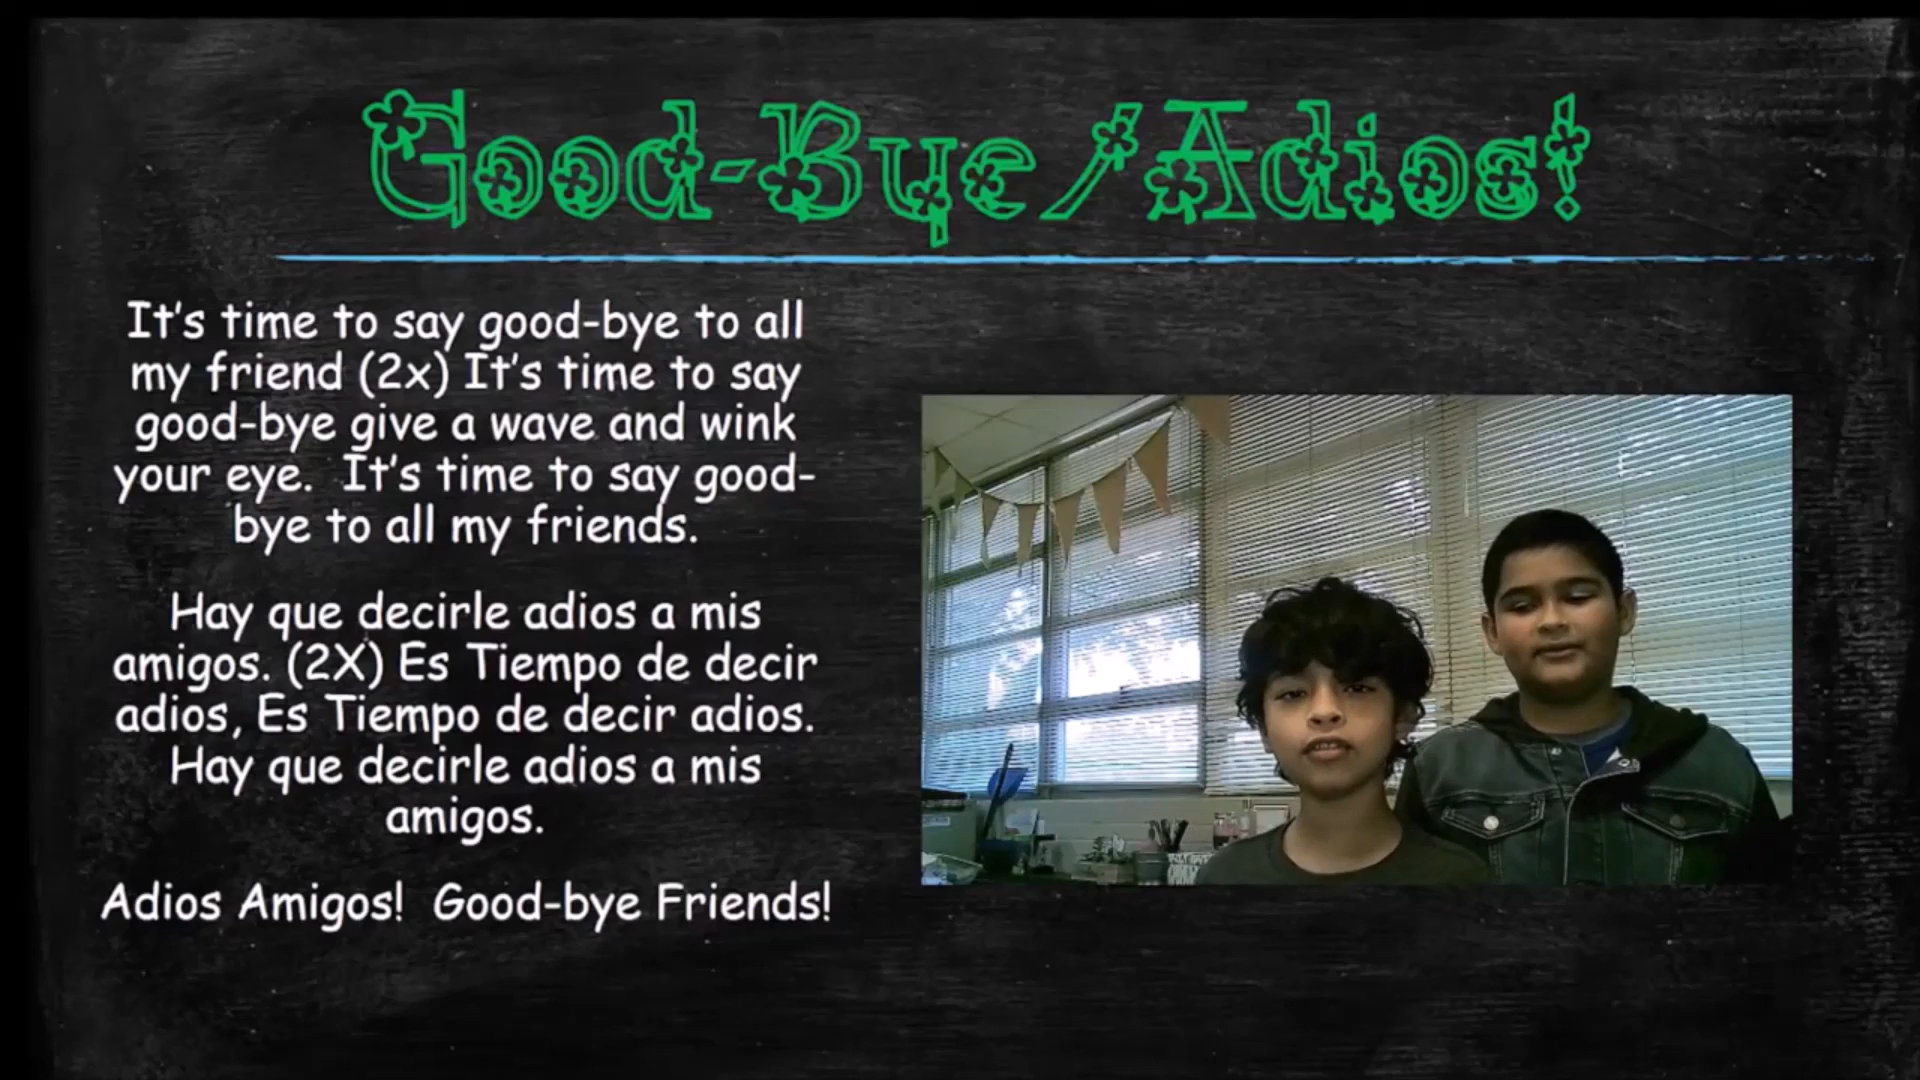 Good-Bye/Adios!
It's time to say good-bye to all
my friend (2x) It's time to say
good-bye give a wave and wink
your eye.  It's time to say good-
bye to all my friends.
Hay que decirle adios a mis
amigos. (2X) Es Tiempo de decir
adios, Es Tiempo de decir adios.
Hay que decirle adios a mis
amigos.
Adios Amigos!  Good-bye Friends!